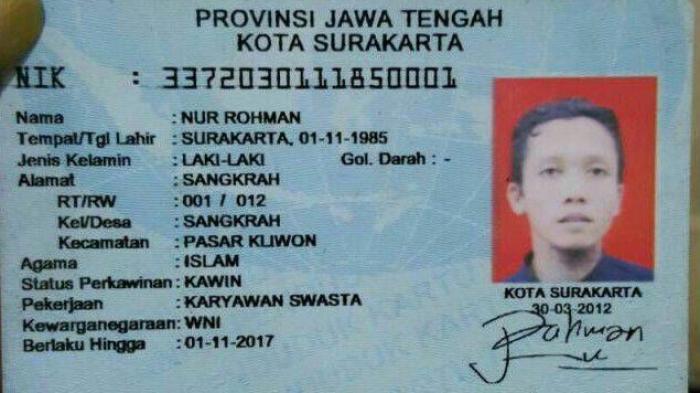 PROVINSI JAWA TENGAH
KOTA SURAKARTA
NIK : 3372030111850001
Nama : NUR ROHMAN
Tempat/Tgl Lahir : SURAKARTA, 01-11-1985
Jenis Kelamin : LAKI-LAKI Gol. Darah : -
Alamat : SANGKRAH
RT/RW : 001 / 012
Kel/Desa : SANGKRAH
Kecamatan : PASAR KLIWON
Agama : ISLAM
Status Perkawinan : KAWIN
Pekerjaan : KARYAWAN SWASTA
Kewarganegaraan : WNI
Berlaku Hingga : 01-11-2017
KOTA SURAKARTA
30-03-2012
Rohman